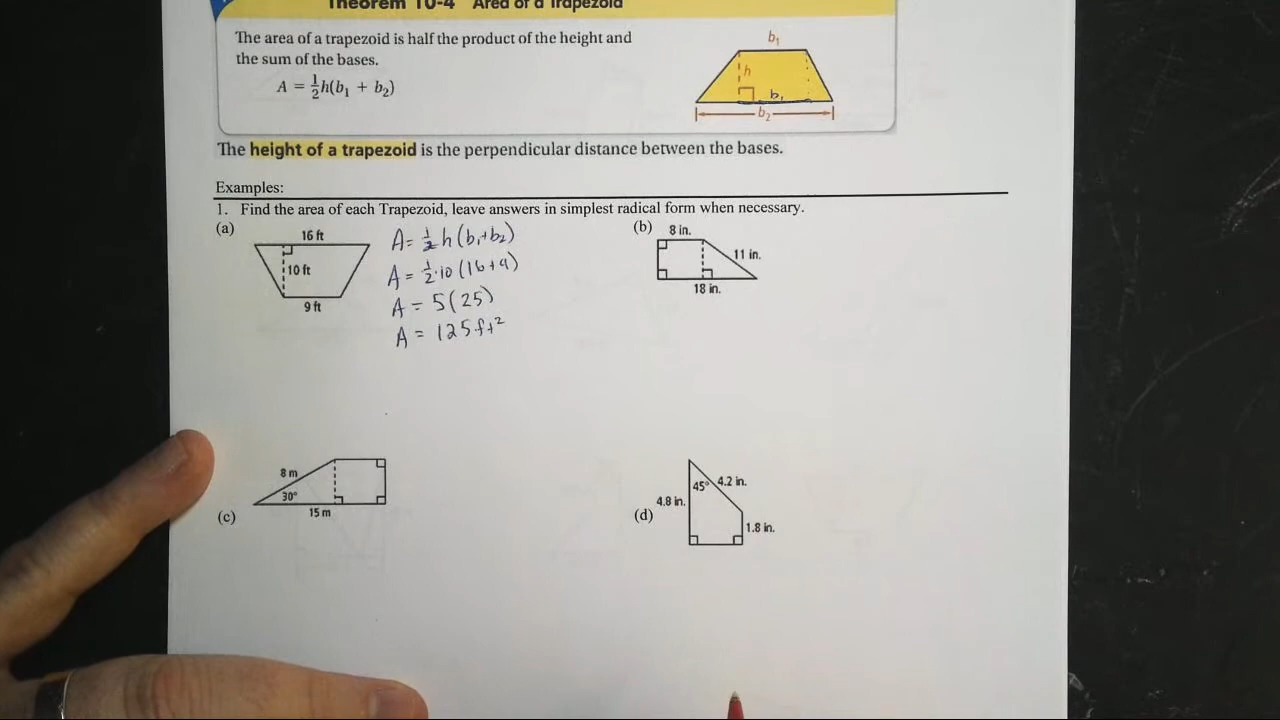 Theorem 10-4 Area of a Trapezoid
The area of a trapezoid is half the product of the height and
the sum of the bases.
A = 1/2h(b₁ + b₂)
b₁
h
b₁
b₂
The height of a trapezoid is the perpendicular distance between the bases.
Examples:
1. Find the area of each Trapezoid, leave answers in simplest radical form when necessary.
(a)
16 ft
10 ft
9 ft
A = 1/2 h (b₁+b₂)
A = 1/2·10 (16+9)
A = 5(25)
A = 125 ft²
(b)
8 in.
11 in.
18 in.
(c)
8 m
30°
15 m
(d)
45°
4.2 in.
4.8 in.
1.8 in.